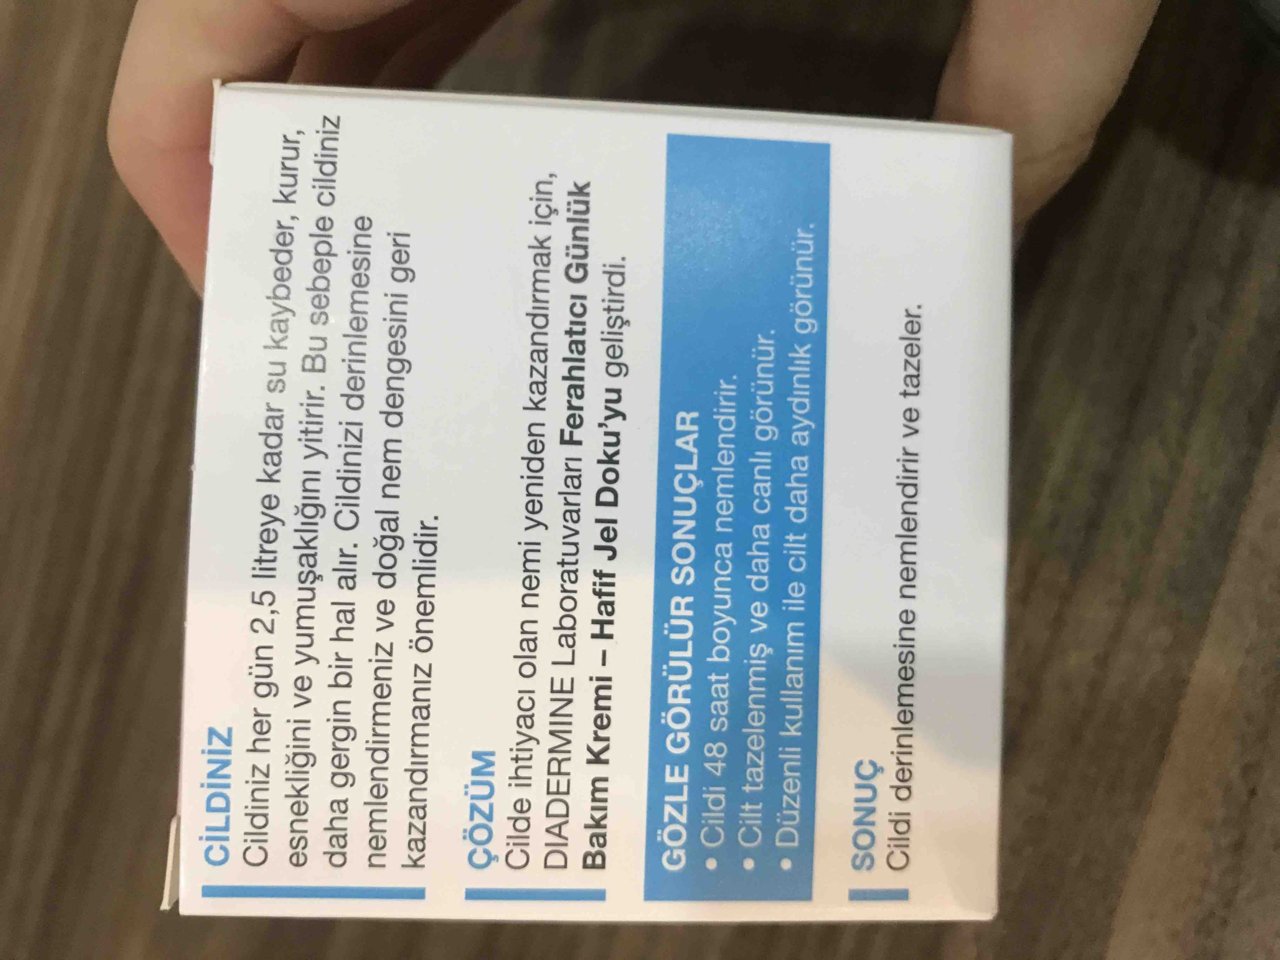 CİLDİNİZ
Cildiniz her gün 2,5 litreye kadar su kaybeder, kurur,
esnekliğini ve yumuşaklığını yitirir. Bu sebeple cildiniz
daha gergin bir hal alır. Cildinizi derinlemesine
nemlendirmeniz ve doğal nem dengesini geri
kazandırmanız önemlidir.
ÇÖZÜM
Cilde ihtiyacı olan nemi yeniden kazandırmak için,
DIADERMINE Laboratuvarları Ferahlatıcı Günlük
Bakım Kremi – Hafif Jel Doku'yu geliştirdi.
GÖZLE GÖRÜLÜR SONUÇLAR
• Cildi 48 saat boyunca nemlendirir.
• Cilt tazelenmiş ve daha canlı görünür.
• Düzenli kullanım ile cilt daha aydınlık görünür.
SONUÇ
Cildi derinlemesine nemlendirir ve tazeler.